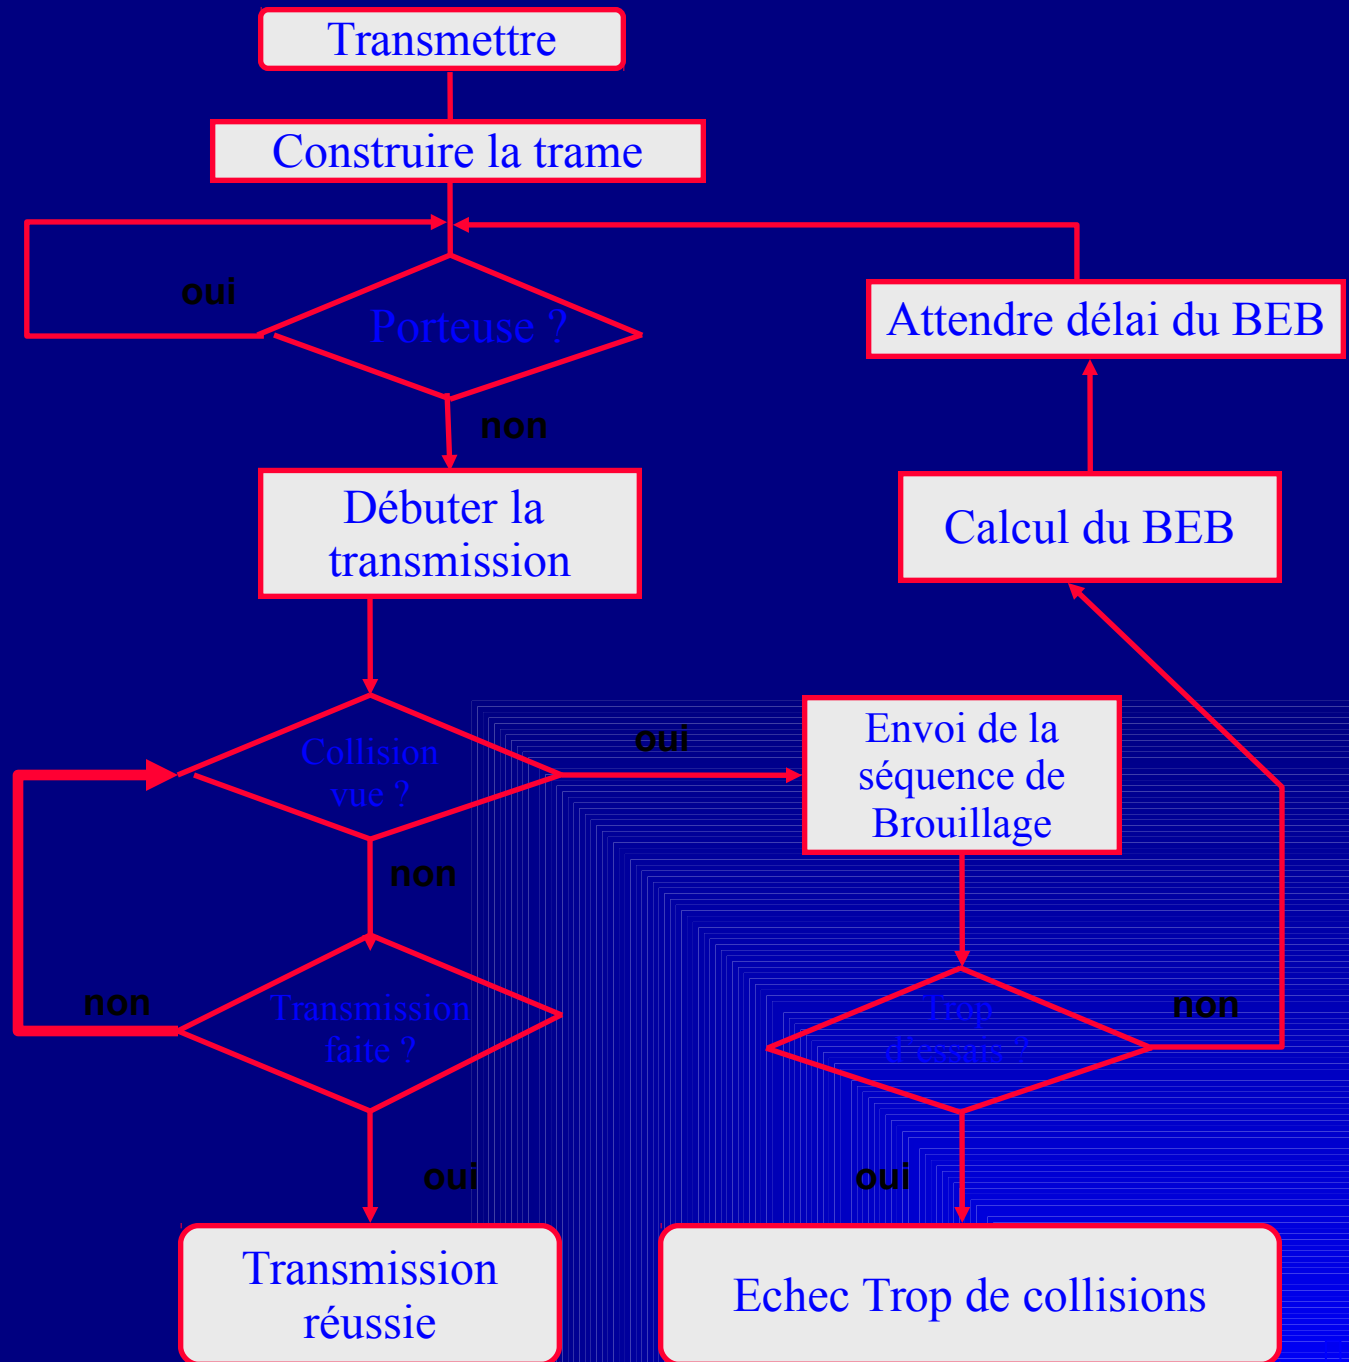 Transmettre
Construire la trame
oui
Porteuse ?
Attendre délai du BEB
non
Débuter la
transmission
Calcul du BEB
Collision
vue ?
oui
Envoi de la
séquence de
Brouillage
non
non
Transmission
faite ?
Trop
d'essais ?
non
oui
oui
Transmission
réussie
Echec Trop de collisions